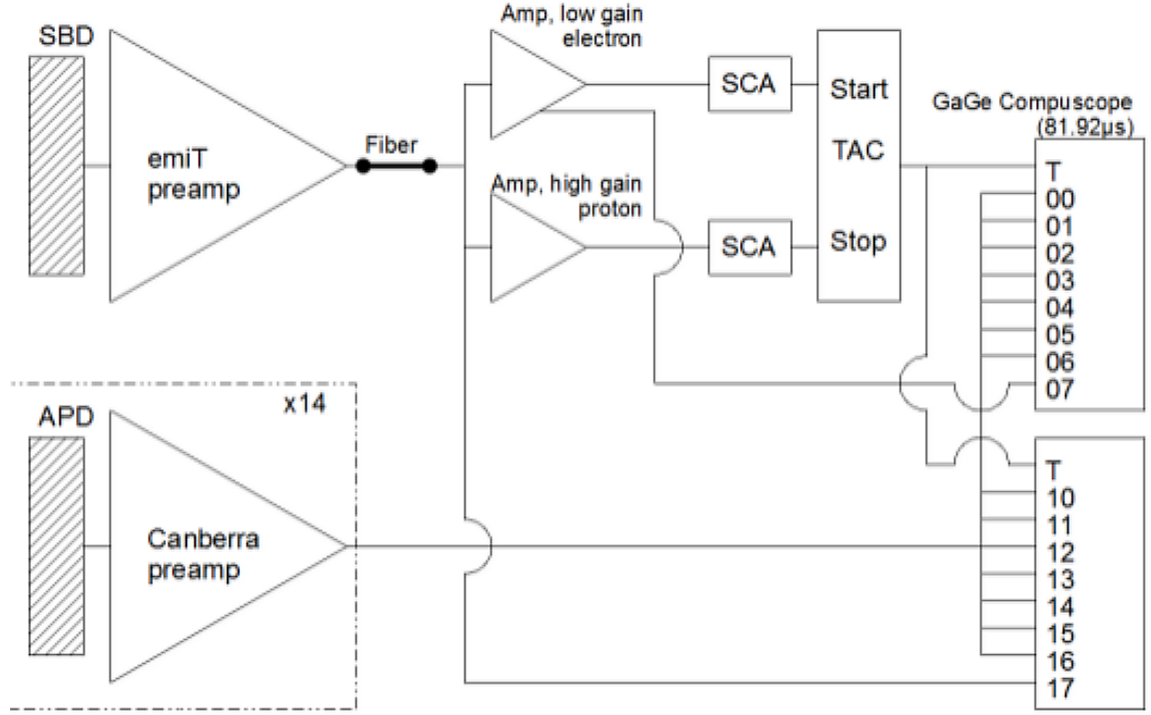 SBD
emiT
preamp
Fiber
Amp, low gain
electron
SCA
Amp, high gain
proton
SCA
Start
TAC
Stop
GaGe Compuscope
(81.92µs)
T
00
01
02
03
04
05
06
07
x14
APD
Canberra
preamp
T
10
11
12
13
14
15
16
17